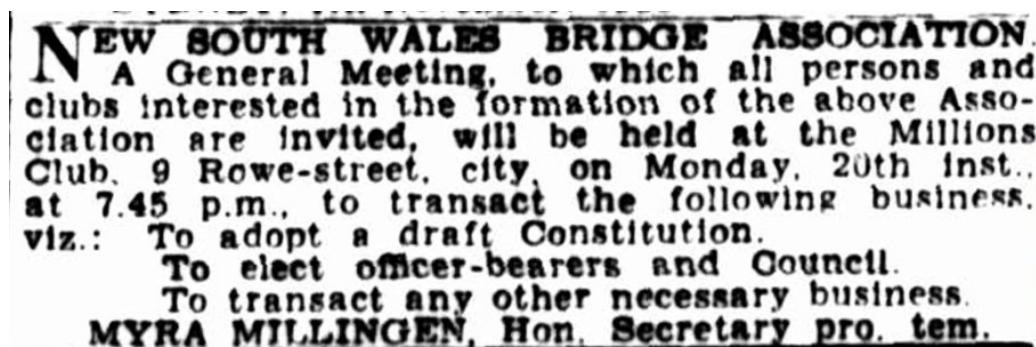 NEW SOUTH WALES BRIDGE ASSOCIATION.
A General Meeting, to which all persons and
clubs interested in the formation of the above Asso-
ciation are invited, will be held at the Millions
Club, 9 Rowe-street, city, on Monday, 20th inst.,
at 7.45 p.m., to transact the following business,
viz.: To adopt a draft Constitution.
To elect officer-bearers and Council.
To transact any other necessary business.
MYRA MILLINGEN, Hon. Secretary pro. tem.